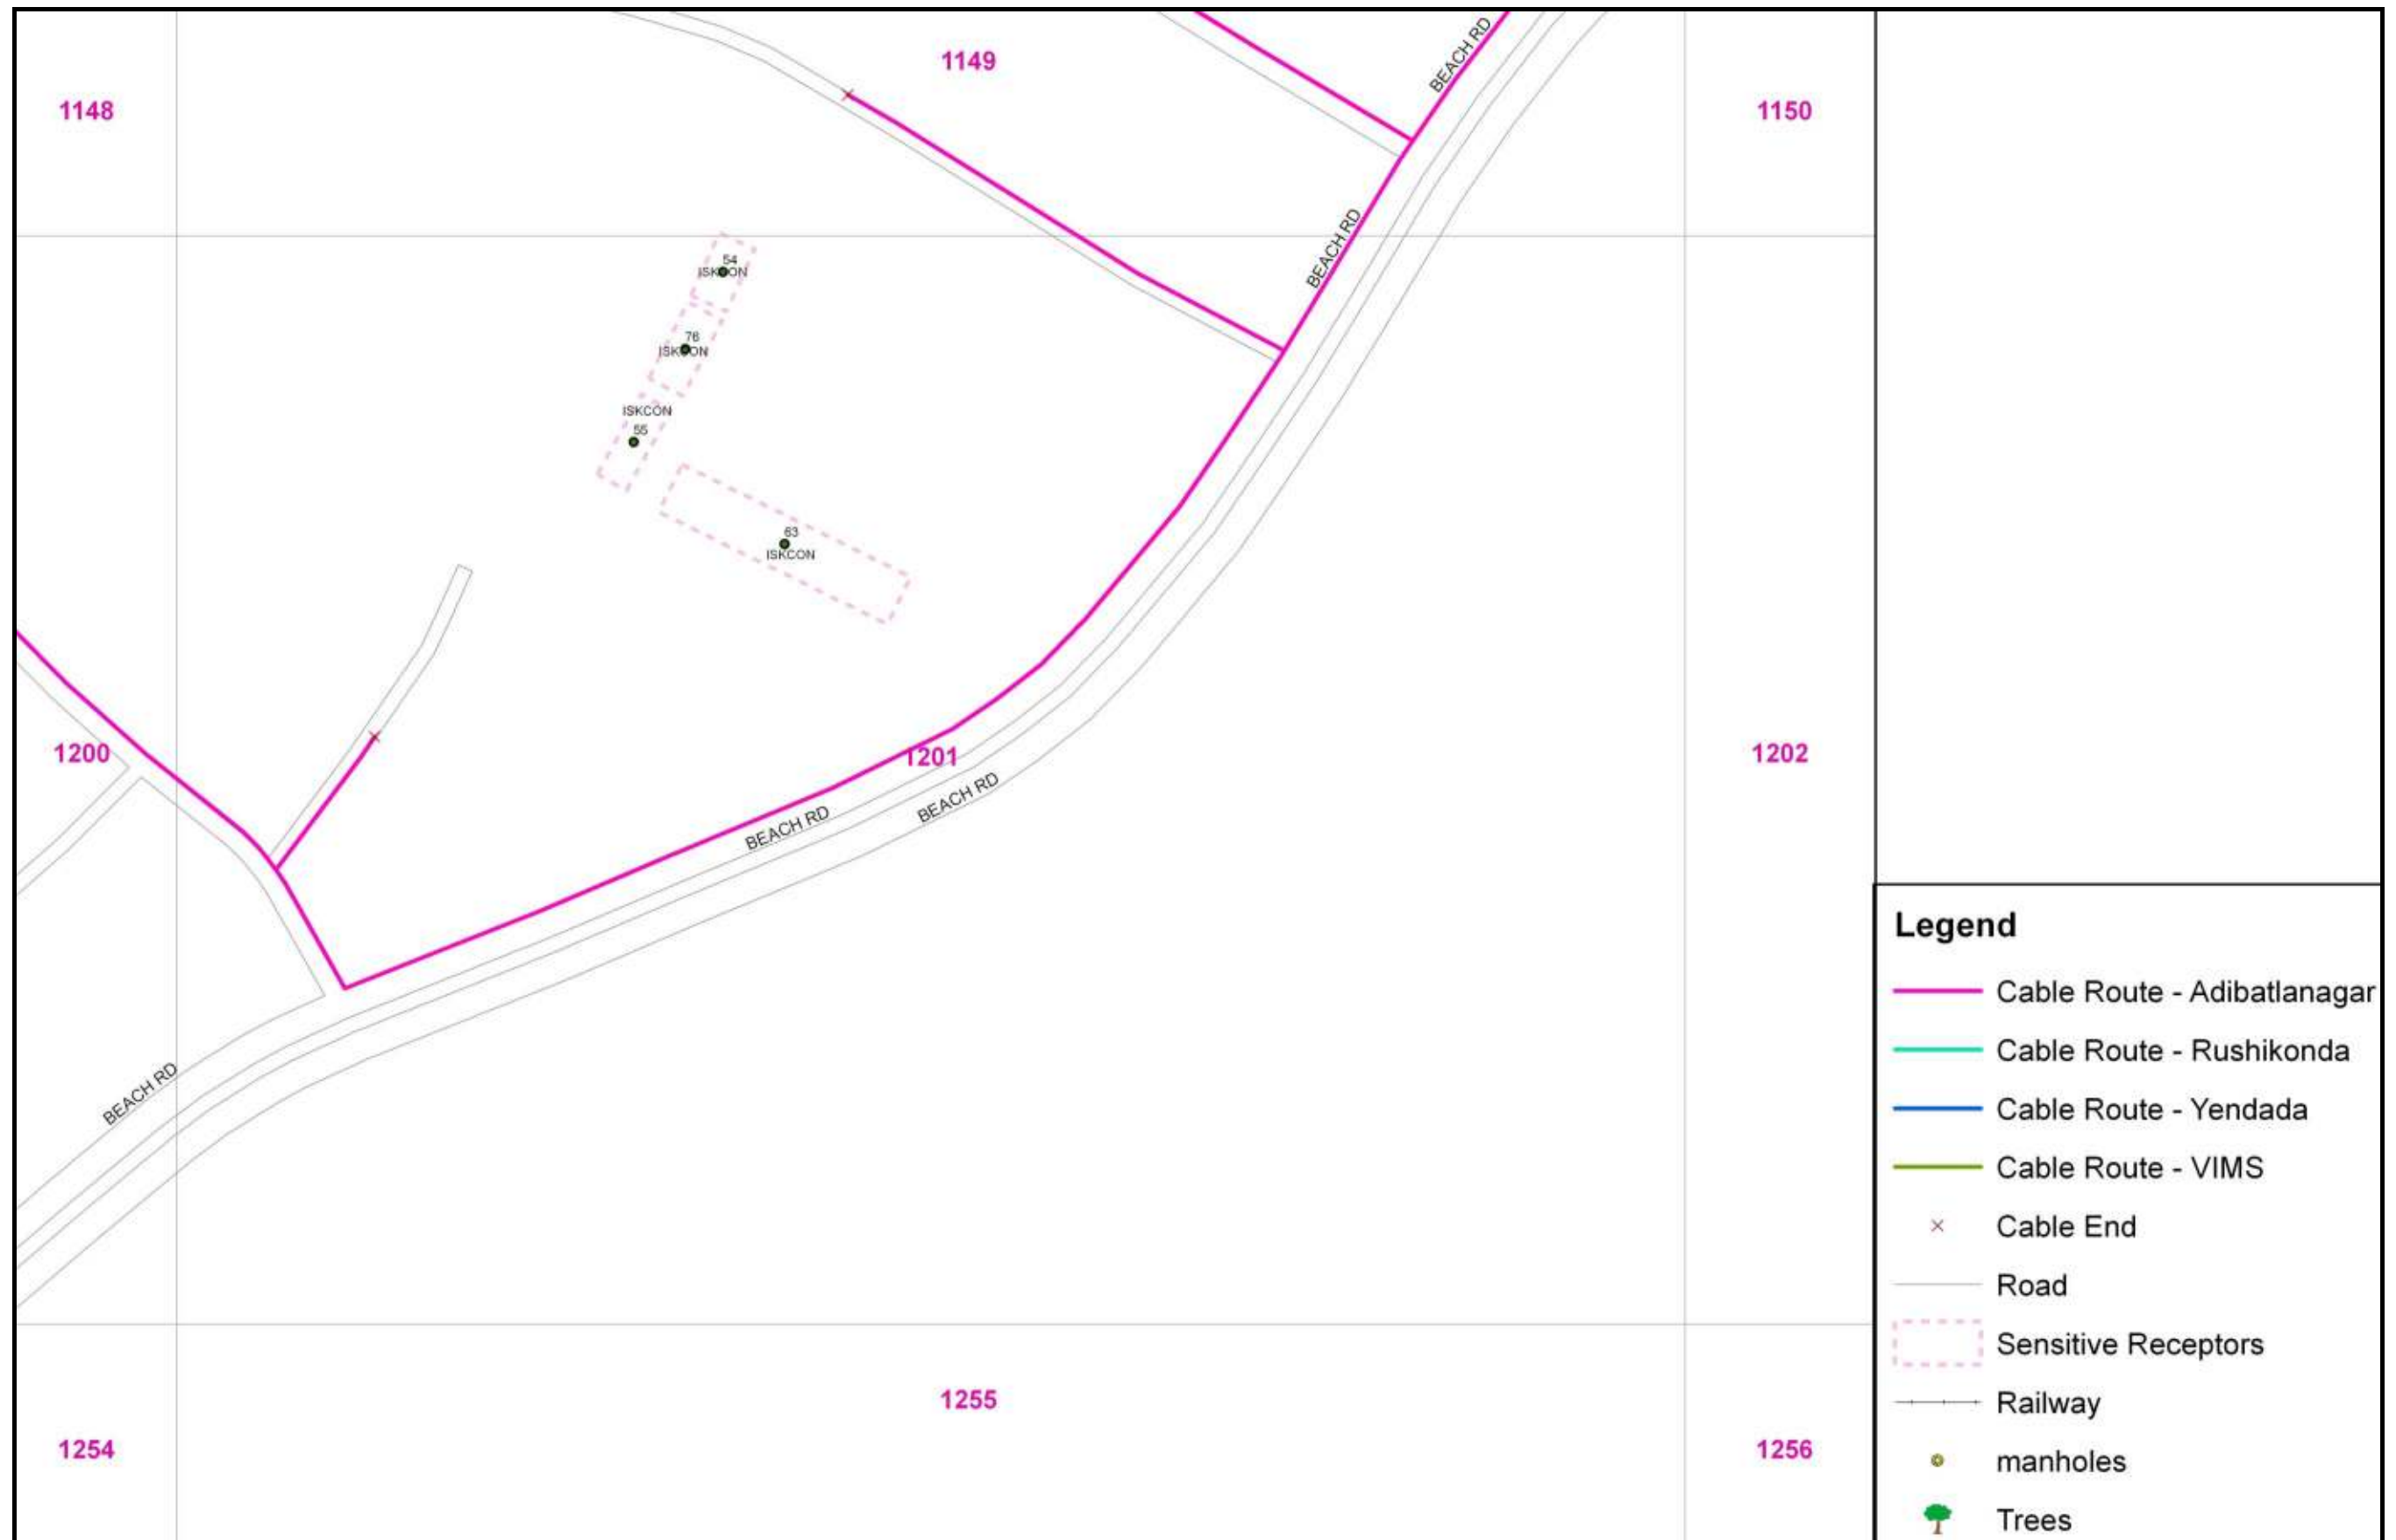 BEACH RD
1149
1148
1150
BEACH RD
54
ISKCON
76
ISKCON
ISKCON
55
63
ISKCON
1200
1201
1202
BEACH RD
BEACH RD
BEACH RD
1255
1254
1256
Legend
Cable Route - Adibatlanagar
Cable Route - Rushikonda
Cable Route - Yendada
Cable Route - VIMS
Cable End
Road
Sensitive Receptors
Railway
manholes
Trees